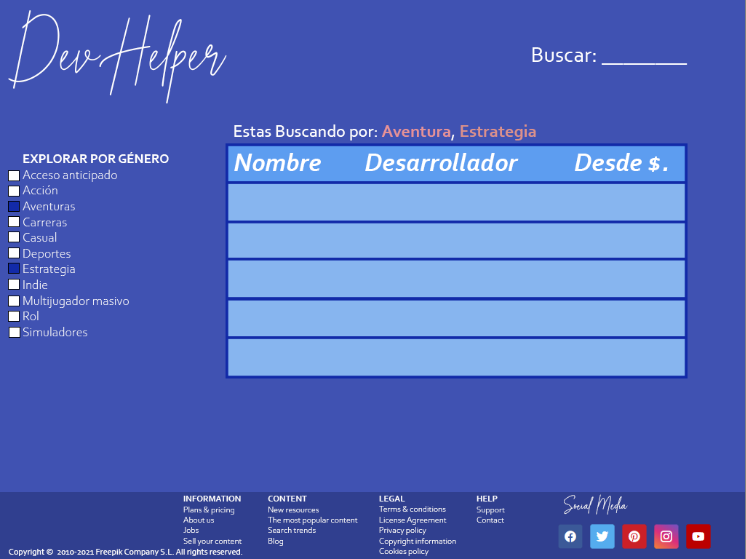 DevHelper
Buscar: ________
Estas Buscando por: Aventura, Estrategia
Nombre Desarrollador Desde $.
EXPLORAR POR GÉNERO
Acceso anticipado
Acción
Aventuras
Carreras
Casual
Deportes
Estrategia
Indie
Multijugador masivo
Rol
Simuladores
INFORMATION
Plans & pricing
About us
Jobs
Sell your content
CONTENT
New resources
The most popular content
Search trends
Blog
LEGAL
Terms & conditions
License Agreement
Privacy policy
Copyright information
Cookies policy
HELP
Support
Contact
Social Media
Copyright © 2010-2021 Freepik Company S.L. All rights reserved.